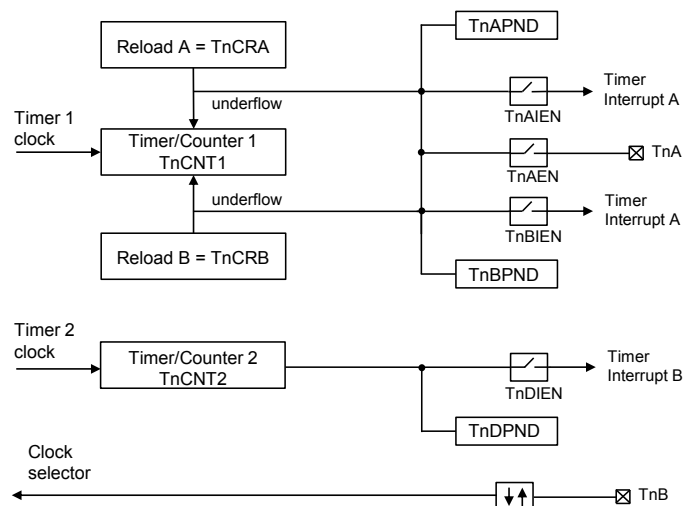 Reload A = TnCRA
TnAPND
underflow
TnAIEN
Timer
Interrupt A
Timer 1
clock
Timer/Counter 1
TnCNT1
TnAEN
TnA
underflow
TnBIEN
Timer
Interrupt A
Reload B = TnCRB
TnBPND
Timer 2
clock
Timer/Counter 2
TnCNT2
TnDIEN
Timer
Interrupt B
TnDPND
Clock
selector
TnB